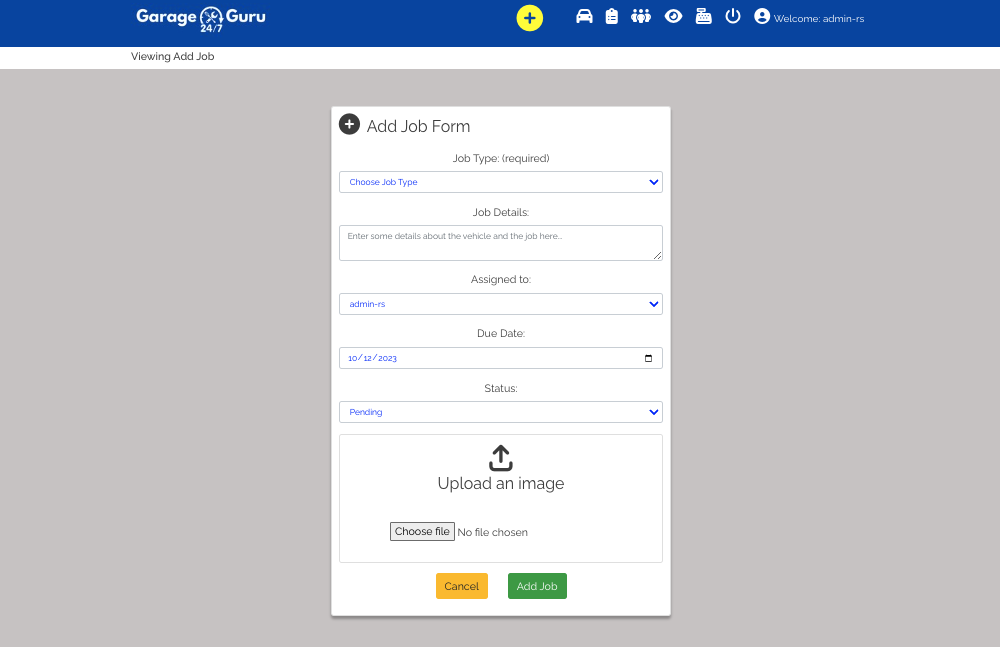 Garage Guru
24/7
Welcome: admin-rs
Viewing Add Job
Add Job Form
Job Type: (required)
Choose Job Type
Job Details:
Enter some details about the vehicle and the job here...
Assigned to:
admin-rs
Due Date:
10/12/2023
Status:
Pending
Upload an image
Choose file No file chosen
Cancel Add Job